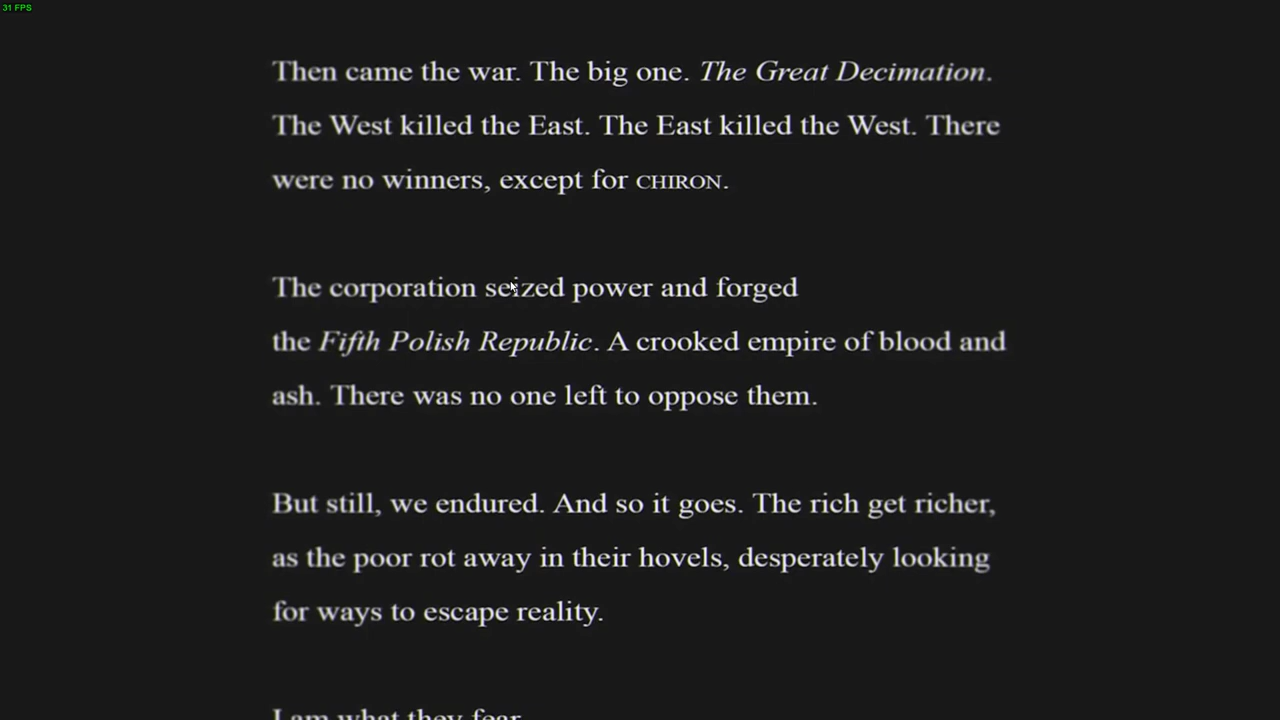 31 FPS
Then came the war. The big one. The Great Decimation.
The West killed the East. The East killed the West. There
were no winners, except for CHIRON.
The corporation seized power and forged
the Fifth Polish Republic. A crooked empire of blood and
ash. There was no one left to oppose them.
But still, we endured. And so it goes. The rich get richer,
as the poor rot away in their hovels, desperately looking
for ways to escape reality.
I am what they fear.